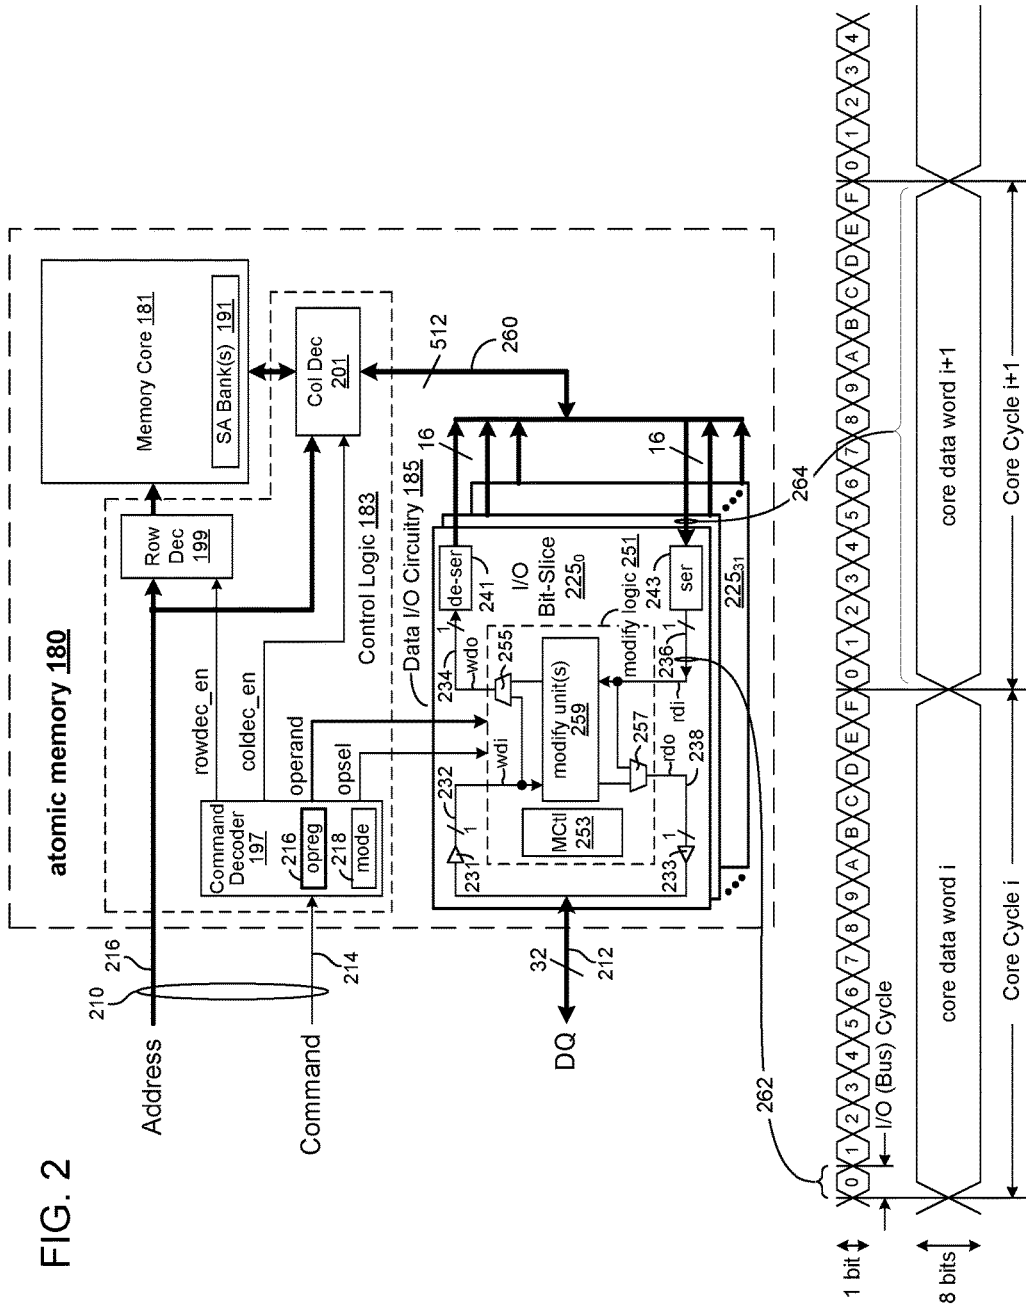 FIG. 2
atomic memory 180
Address
216
210
Command
214
Row
Dec
199
Memory Core 181
SA Bank(s) 191
rowdec_en
coldec_en
operand
opsel
Command
Decoder
197
216
opreg
218
mode
Control Logic 183
Col Dec
201
512
260
Data I/O Circuitry 185
DQ
32
212
231
232
1
wdi
wdo
234
1
de-ser
241
16
255
I/O
Bit-Slice
225₀
MCtl
253
modify unit(s)
259
modify logic 251
257
rdo
238
1
233
rdi
236
1
243
ser
16
225₃₁
264
262
1 bit
0 1 2 3 4 5 6 7 8 9 A B C D E F 0 1 2 3 4 5 6 7 8 9 A B C D E F 0 1 2 3 4
I/O (Bus) Cycle
8 bits
core data word i
core data word i+1
Core Cycle i
Core Cycle i+1